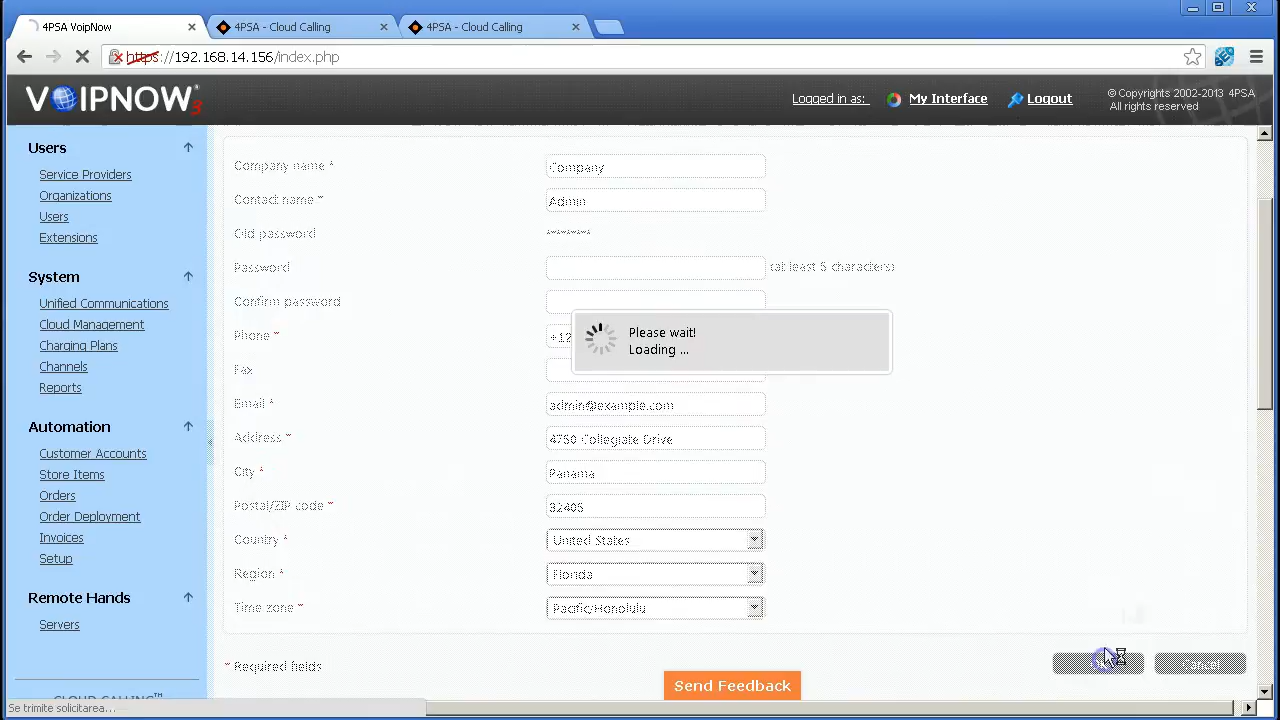 4PSA VoipNow
4PSA - Cloud Calling
4PSA - Cloud Calling
https://192.168.14.156/index.php
VOIPNOW 3
Logged in as:
My Interface
Logout
© Copyrights 2002-2013 4PSA
All rights reserved
Users
Service Providers
Organizations
Users
Extensions
System
Unified Communications
Cloud Management
Charging Plans
Channels
Reports
Automation
Customer Accounts
Store Items
Orders
Order Deployment
Invoices
Setup
Remote Hands
Servers
CLOUD CALLING™
Company name * Company
Contact name * Admin
Old password ********
Password (at least 5 characters)
Confirm password
Phone * +12
Fax
Email * admin@example.com
Address * 4750 Collegiate Drive
City * Panama
Postal/ZIP code * 32405
Country * United States
Region * Florida
Time zone * Pacific/Honolulu
Please wait!
Loading ...
* Required fields
Send Feedback
Se trimite solicitarea...